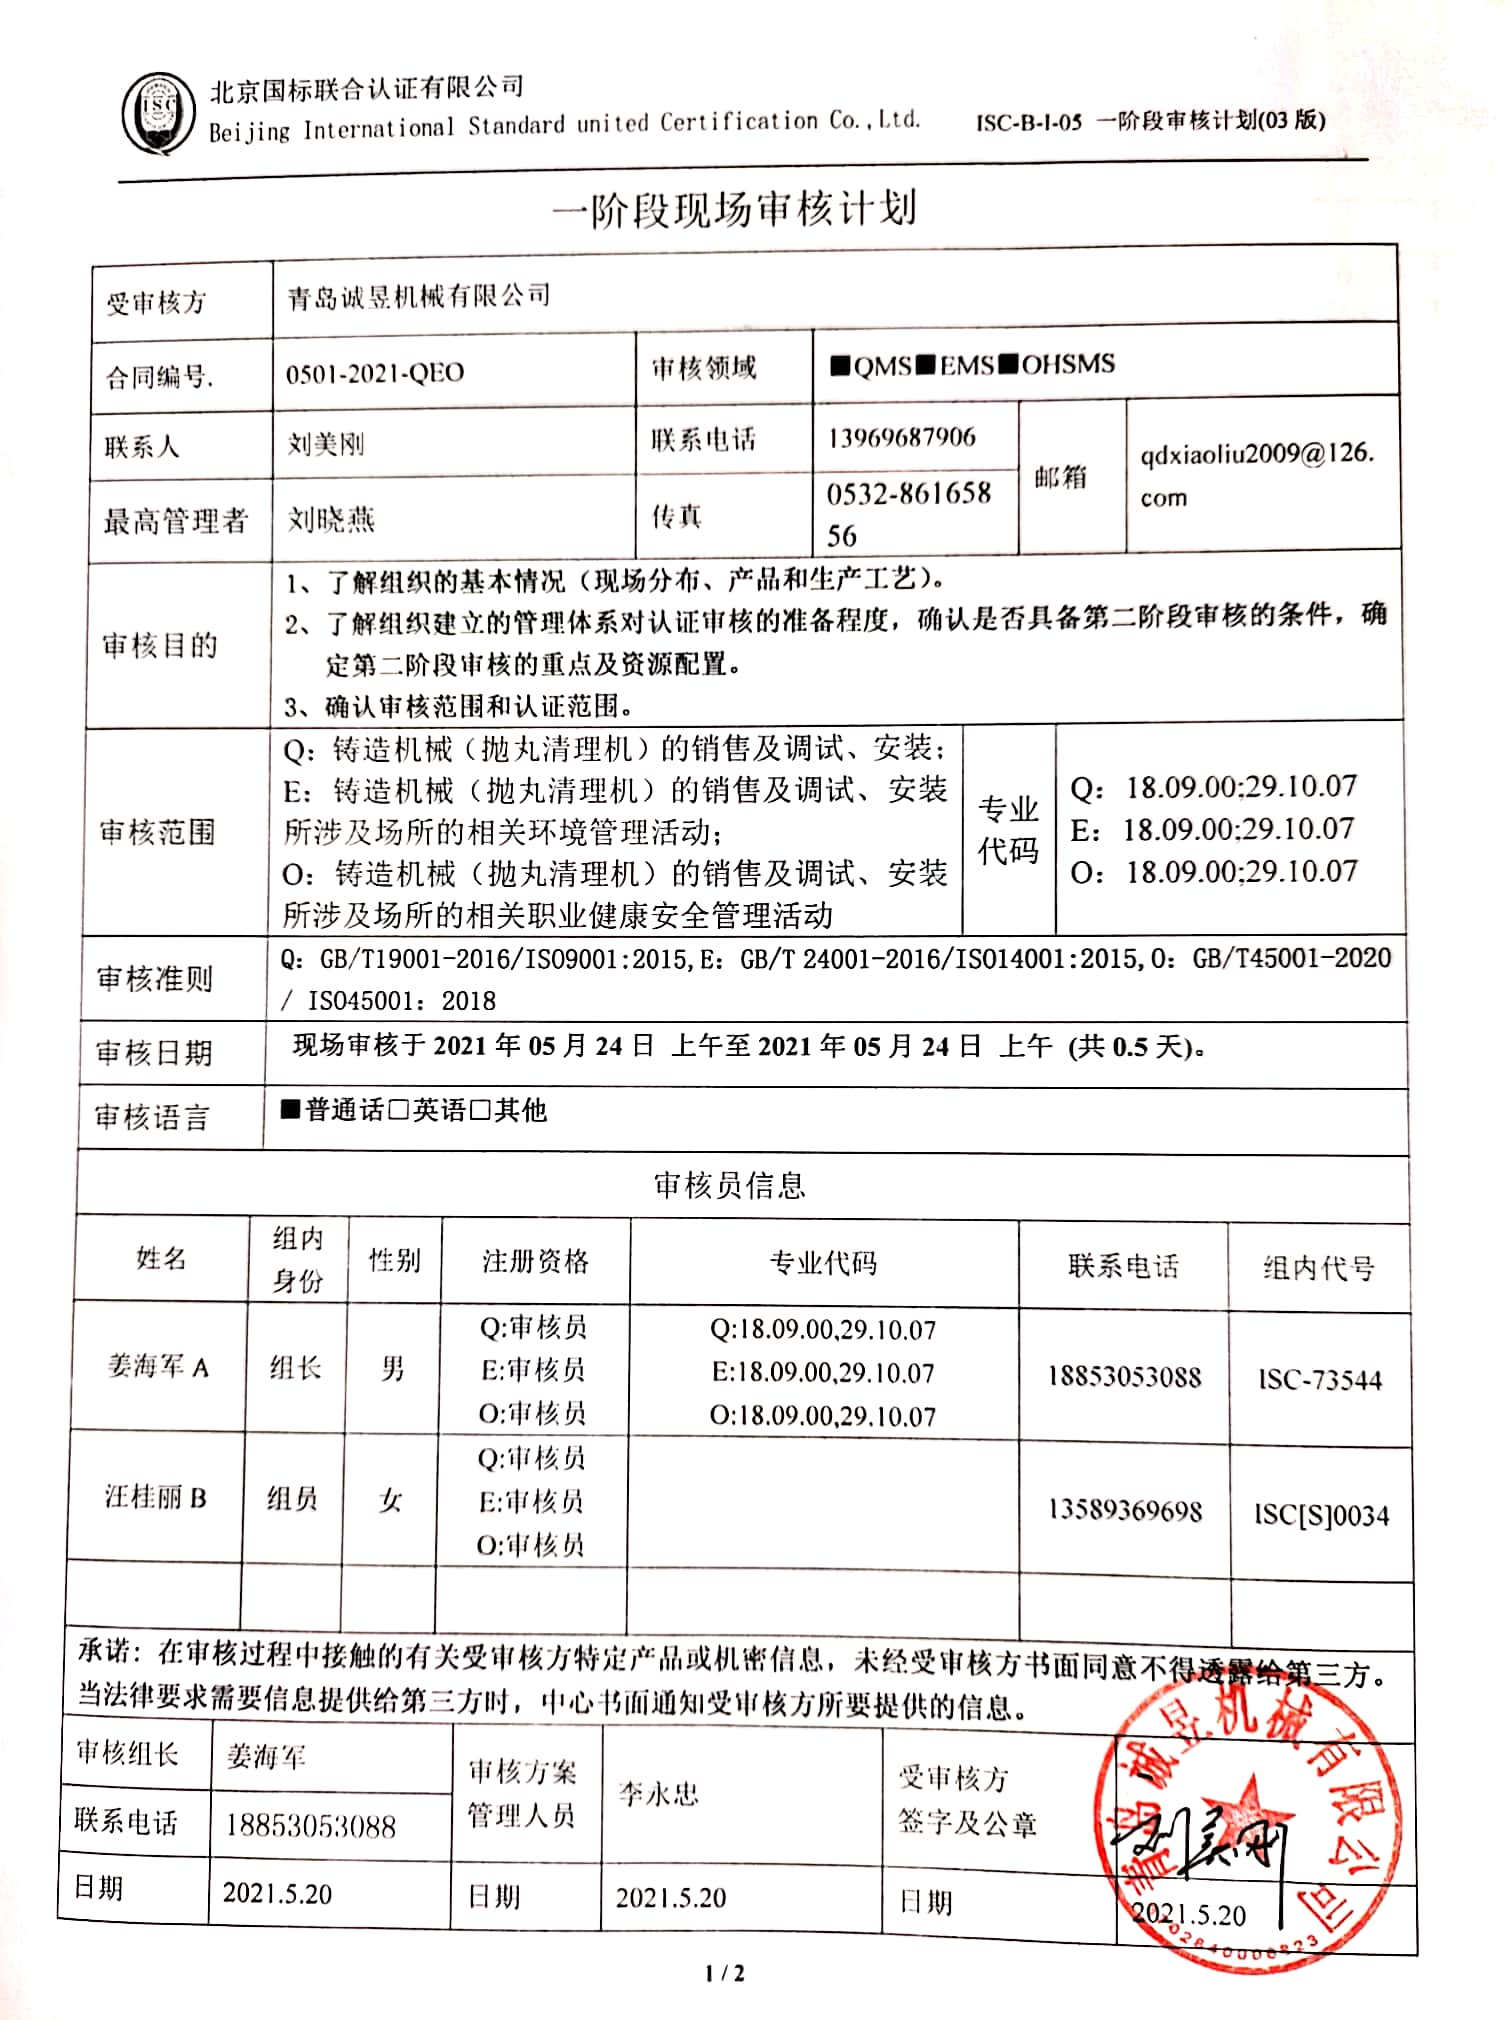 ISC
北京国标联合认证有限公司
Beijing International Standard united Certification Co.,Ltd.
ISC-B-I-05 一阶段审核计划(03 版)
一阶段现场审核计划
受审核方 青岛诚昱机械有限公司
合同编号. 0501-2021-QEO 审核领域 ■QMS■EMS■OHSMS
联系人 刘美刚 联系电话 13969687906 邮箱 qdxiaoliu2009@126.
com
最高管理者 刘晓燕 传真 0532-861658
56
审核目的
1、了解组织的基本情况（现场分布、产品和生产工艺）。
2、了解组织建立的管理体系对认证审核的准备程度，确认是否具备第二阶段审核的条件，确
定第二阶段审核的重点及资源配置。
3、确认审核范围和认证范围。
审核范围
Q：铸造机械（抛丸清理机）的销售及调试、安装；
E：铸造机械（抛丸清理机）的销售及调试、安装
所涉及场所的相关环境管理活动；
O：铸造机械（抛丸清理机）的销售及调试、安装
所涉及场所的相关职业健康安全管理活动
专业
代码
Q：18.09.00;29.10.07
E：18.09.00;29.10.07
O：18.09.00;29.10.07
审核准则
Q：GB/T19001-2016/ISO9001:2015,E：GB/T 24001-2016/ISO14001:2015,O：GB/T45001-2020
/ ISO45001：2018
审核日期 现场审核于 2021 年 05 月 24 日 上午至 2021 年 05 月 24 日 上午 (共 0.5 天)。
审核语言 ■普通话□英语□其他
审核员信息
姓名 组内
身份 性别 注册资格 专业代码 联系电话 组内代号
姜海军 A 组长 男
Q:审核员
E:审核员
O:审核员
Q:18.09.00,29.10.07
E:18.09.00,29.10.07
O:18.09.00,29.10.07
18853053088 ISC-73544
汪桂丽 B 组员 女
Q:审核员
E:审核员
O:审核员
13589369698 ISC[S]0034
承诺：在审核过程中接触的有关受审核方特定产品或机密信息，未经受审核方书面同意不得透露给第三方。
当法律要求需要信息提供给第三方时，中心书面通知受审核方所要提供的信息。
审核组长 姜海军
审核方案
管理人员 李永忠
受审核方
签字及公章
刘美刚
青岛诚昱机械有限公司
联系电话 18853053088
日期 2021.5.20 日期 2021.5.20 日期 2021.5.20
1 / 2